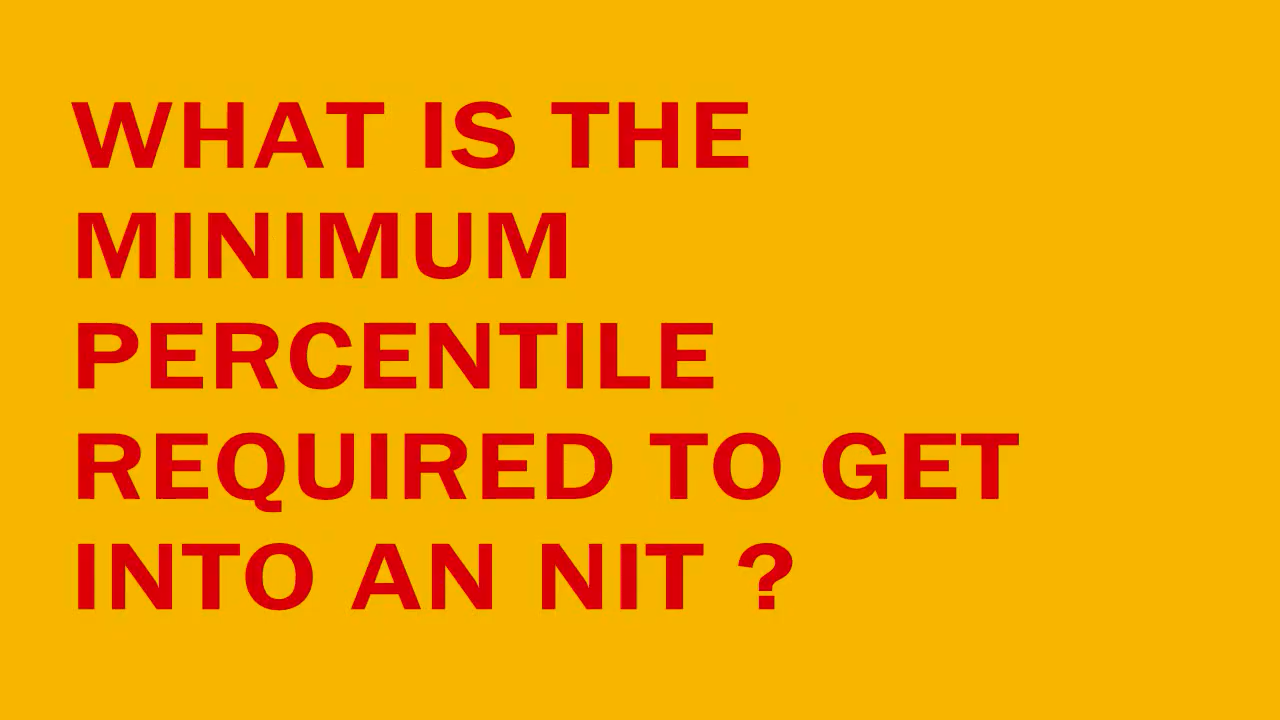 WHAT IS THE
MINIMUM
PERCENTILE
REQUIRED TO GET
INTO AN NIT ?